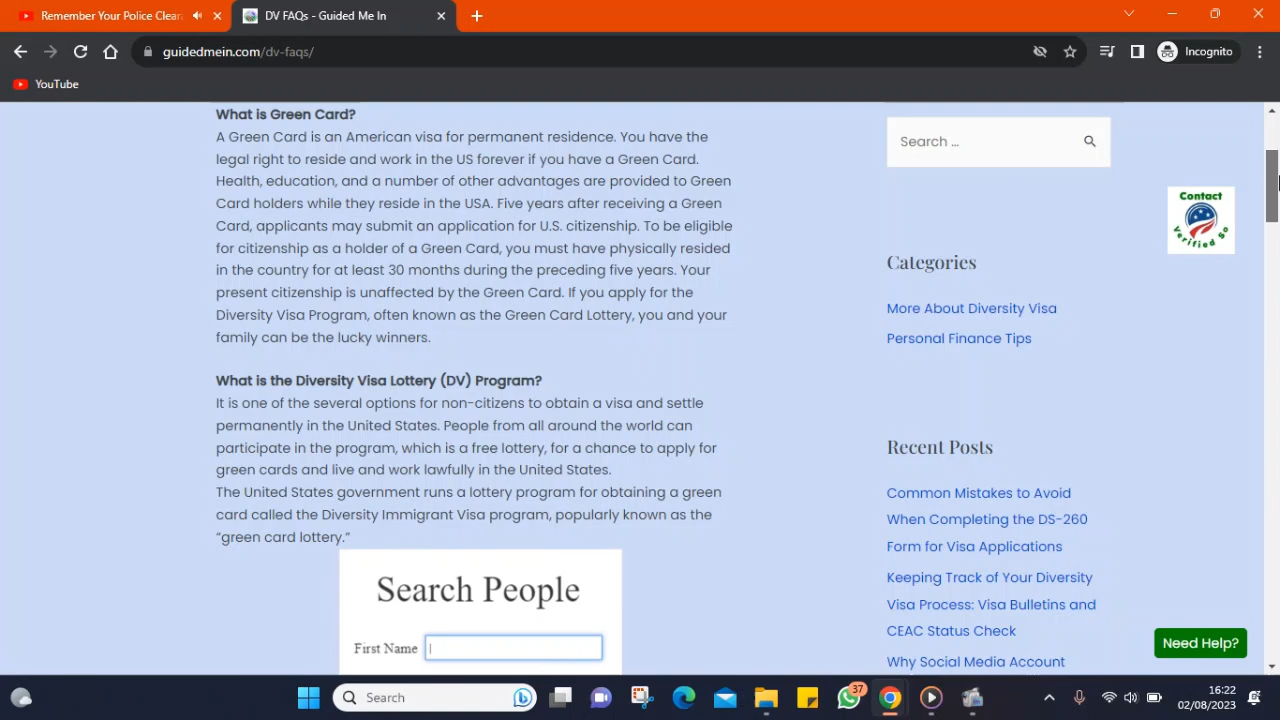 Remember Your Police Clear
DV FAQs - Guided Me In
guidedmein.com/dv-faqs/
Incognito
YouTube
What is Green Card?
A Green Card is an American visa for permanent residence. You have the
legal right to reside and work in the US forever if you have a Green Card.
Health, education, and a number of other advantages are provided to Green
Card holders while they reside in the USA. Five years after receiving a Green
Card, applicants may submit an application for U.S. citizenship. To be eligible
for citizenship as a holder of a Green Card, you must have physically resided
in the country for at least 30 months during the preceding five years. Your
present citizenship is unaffected by the Green Card. If you apply for the
Diversity Visa Program, often known as the Green Card Lottery, you and your
family can be the lucky winners.
What is the Diversity Visa Lottery (DV) Program?
It is one of the several options for non-citizens to obtain a visa and settle
permanently in the United States. People from all around the world can
participate in the program, which is a free lottery, for a chance to apply for
green cards and live and work lawfully in the United States.
The United States government runs a lottery program for obtaining a green
card called the Diversity Immigrant Visa program, popularly known as the
“green card lottery.”
Search People
First Name
Search ...
Contact
Verified So
Categories
More About Diversity Visa
Personal Finance Tips
Recent Posts
Common Mistakes to Avoid
When Completing the DS-260
Form for Visa Applications
Keeping Track of Your Diversity
Visa Process: Visa Bulletins and
CEAC Status Check
Why Social Media Account
Need Help?
Search
37
16:22
02/08/2023